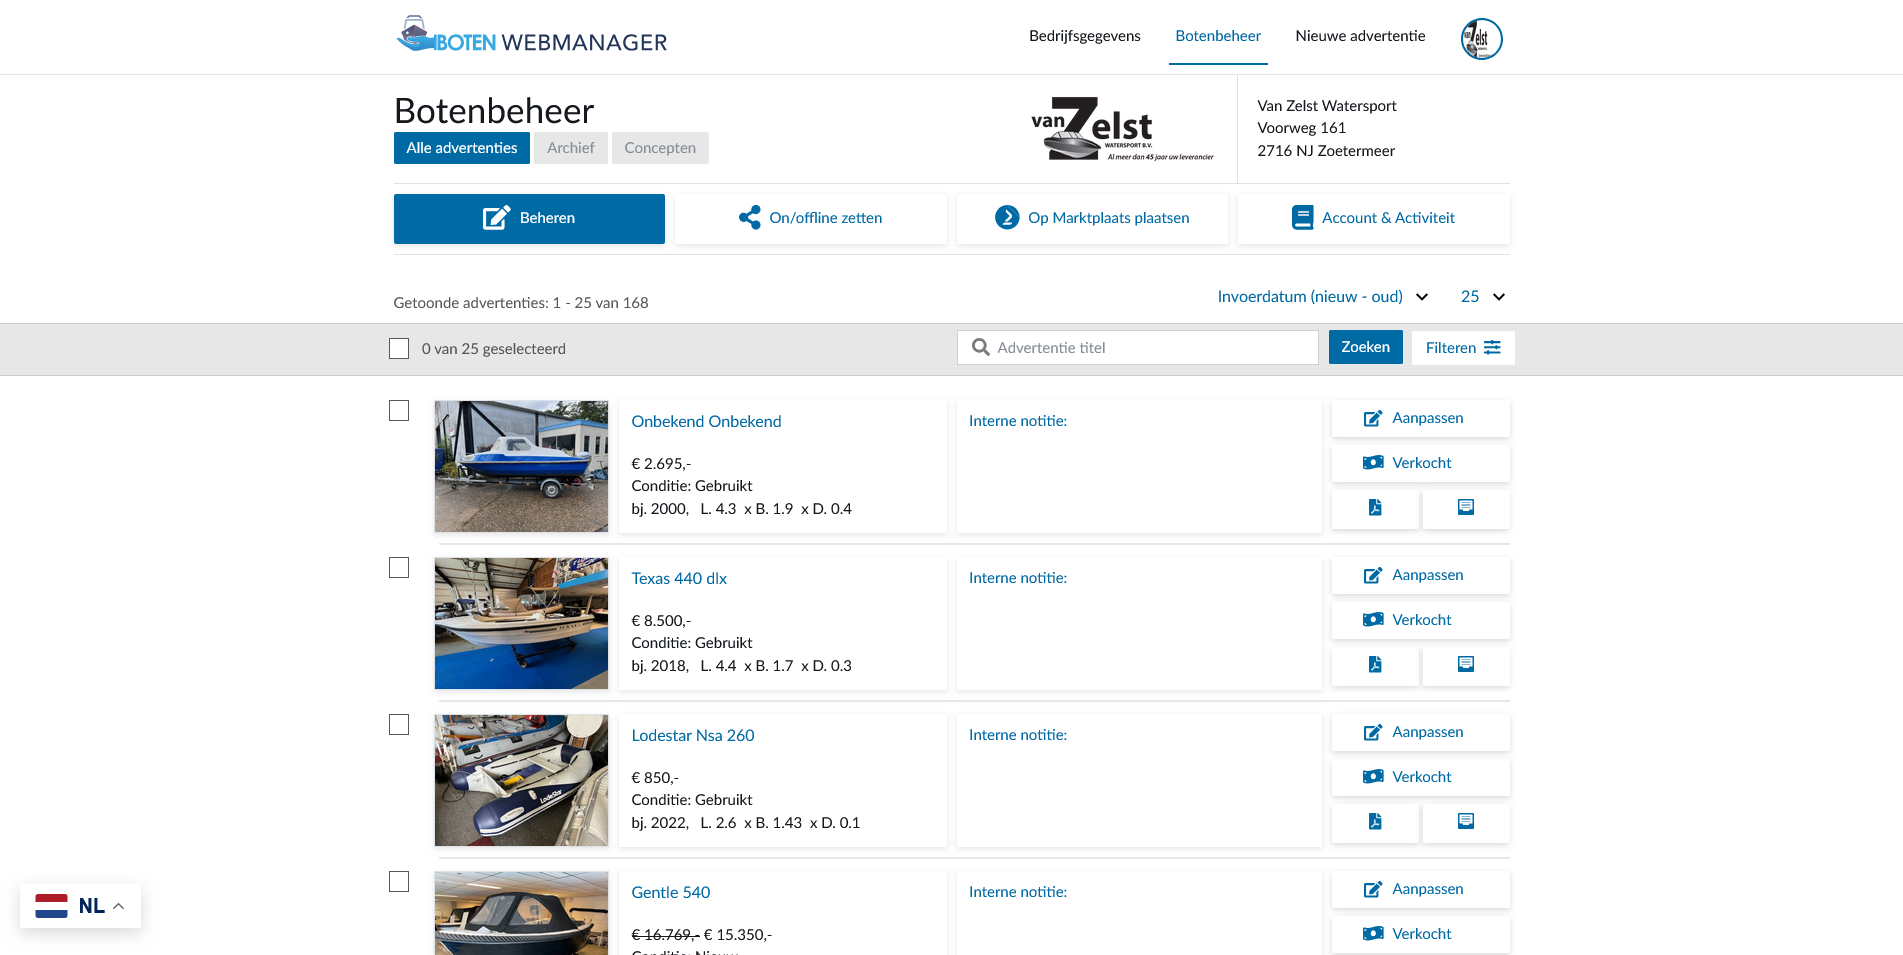 BOTEN WEBMANAGER
Bedrijfsgegevens
Botenbeheer
Nieuwe advertentie
van Zelst
Botenbeheer
Alle advertenties
Archief
Concepten
van Zelst
WATERSPORT B.V.
Al meer dan 45 jaar uw leverancier
Van Zelst Watersport
Voorweg 161
2716 NJ Zoetermeer
Beheren
On/offline zetten
Op Marktplaats plaatsen
Account & Activiteit
Getoonde advertenties: 1 - 25 van 168
Invoerdatum (nieuw - oud)
25
0 van 25 geselecteerd
Advertentie titel
Zoeken
Filteren
Onbekend Onbekend
€ 2.695,-
Conditie: Gebruikt
bj. 2000, L. 4.3 x B. 1.9 x D. 0.4
Interne notitie:
Aanpassen
Verkocht
Texas 440 dlx
€ 8.500,-
Conditie: Gebruikt
bj. 2018, L. 4.4 x B. 1.7 x D. 0.3
Interne notitie:
Aanpassen
Verkocht
LodeStar
Lodestar Nsa 260
€ 850,-
Conditie: Gebruikt
bj. 2022, L. 2.6 x B. 1.43 x D. 0.1
Interne notitie:
Aanpassen
Verkocht
Gentle 540
€ 16.769,- € 15.350,-
Conditie: Nieuw
Interne notitie:
Aanpassen
Verkocht
NL